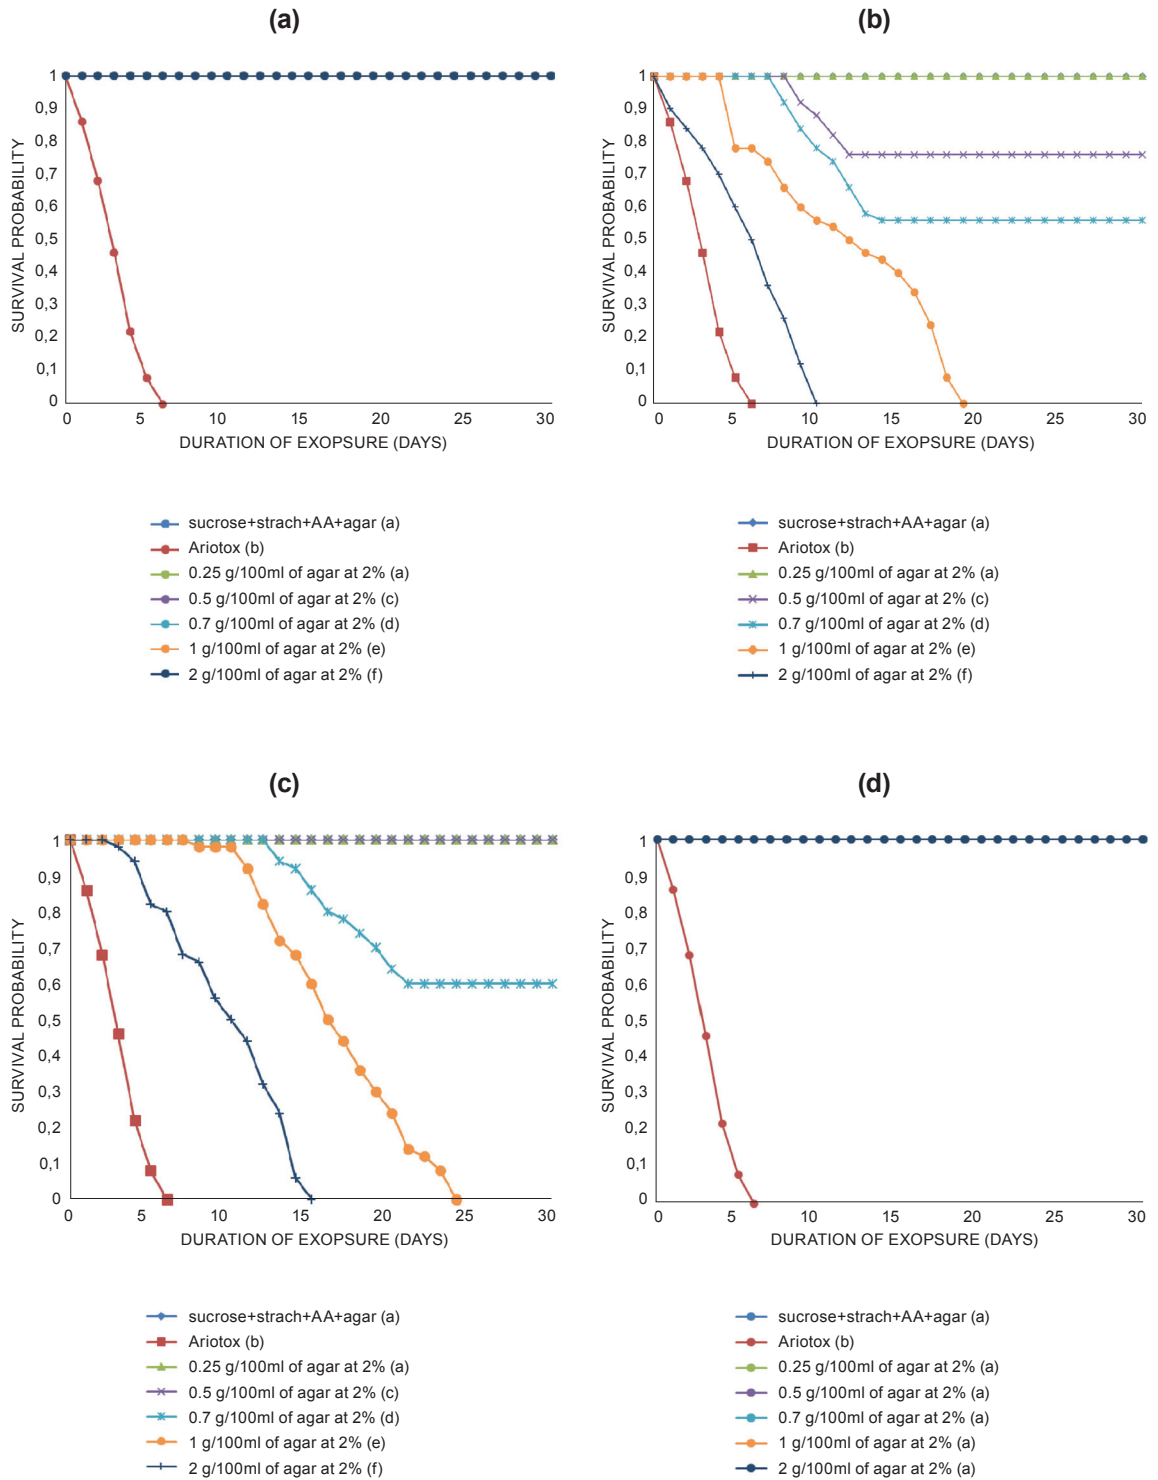 (a)
SURVIVAL PROBABILITY
1
0,9
0,8
0,7
0,6
0,5
0,4
0,3
0,2
0,1
0
0 5 10 15 20 25 30
DURATION OF EXOPSURE (DAYS)
sucrose+strach+AA+agar (a)
Ariotox (b)
0.25 g/100ml of agar at 2% (a)
0.5 g/100ml of agar at 2% (c)
0.7 g/100ml of agar at 2% (d)
1 g/100ml of agar at 2% (e)
2 g/100ml of agar at 2% (f)
(b)
SURVIVAL PROBABILITY
1
0,9
0,8
0,7
0,6
0,5
0,4
0,3
0,2
0,1
0
0 5 10 15 20 25 30
DURATION OF EXOPSURE (DAYS)
sucrose+strach+AA+agar (a)
Ariotox (b)
0.25 g/100ml of agar at 2% (a)
0.5 g/100ml of agar at 2% (c)
0.7 g/100ml of agar at 2% (d)
1 g/100ml of agar at 2% (e)
2 g/100ml of agar at 2% (f)
(c)
SURVIVAL PROBABILITY
1
0,9
0,8
0,7
0,6
0,5
0,4
0,3
0,2
0,1
0
0 5 10 15 20 25 30
DURATION OF EXOPSURE (DAYS)
sucrose+strach+AA+agar (a)
Ariotox (b)
0.25 g/100ml of agar at 2% (a)
0.5 g/100ml of agar at 2% (c)
0.7 g/100ml of agar at 2% (d)
1 g/100ml of agar at 2% (e)
2 g/100ml of agar at 2% (f)
(d)
SURVIVAL PROBABILITY
1
0,9
0,8
0,7
0,6
0,5
0,4
0,3
0,2
0,1
0
0 5 10 15 20 25 30
DURATION OF EXOPSURE (DAYS)
sucrose+strach+AA+agar (a)
Ariotox (b)
0.25 g/100ml of agar at 2% (a)
0.5 g/100ml of agar at 2% (a)
0.7 g/100ml of agar at 2% (a)
1 g/100ml of agar at 2% (a)
2 g/100ml of agar at 2% (a)